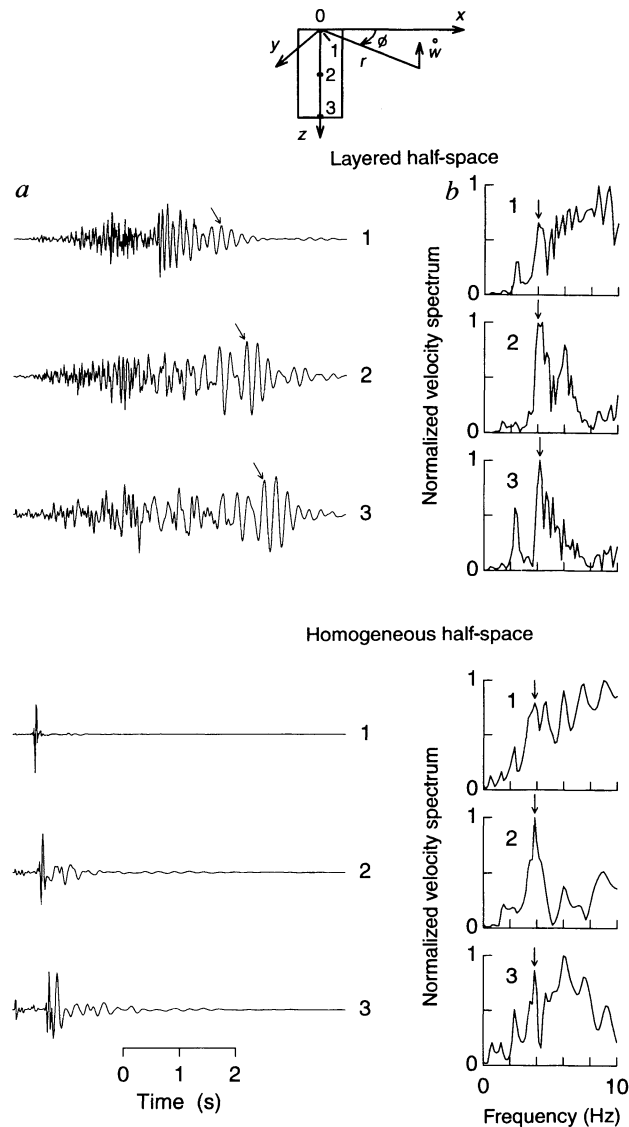 0
x
y
1
φ
r
ẘ
2
3
z
Layered half-space
a
b
1
2
3
Normalized velocity spectrum
1
0
1
1
0
2
1
0
3
Homogeneous half-space
1
2
3
0 1 2
Time (s)
Normalized velocity spectrum
1
0
1
1
0
2
1
0
3
0 10
Frequency (Hz)